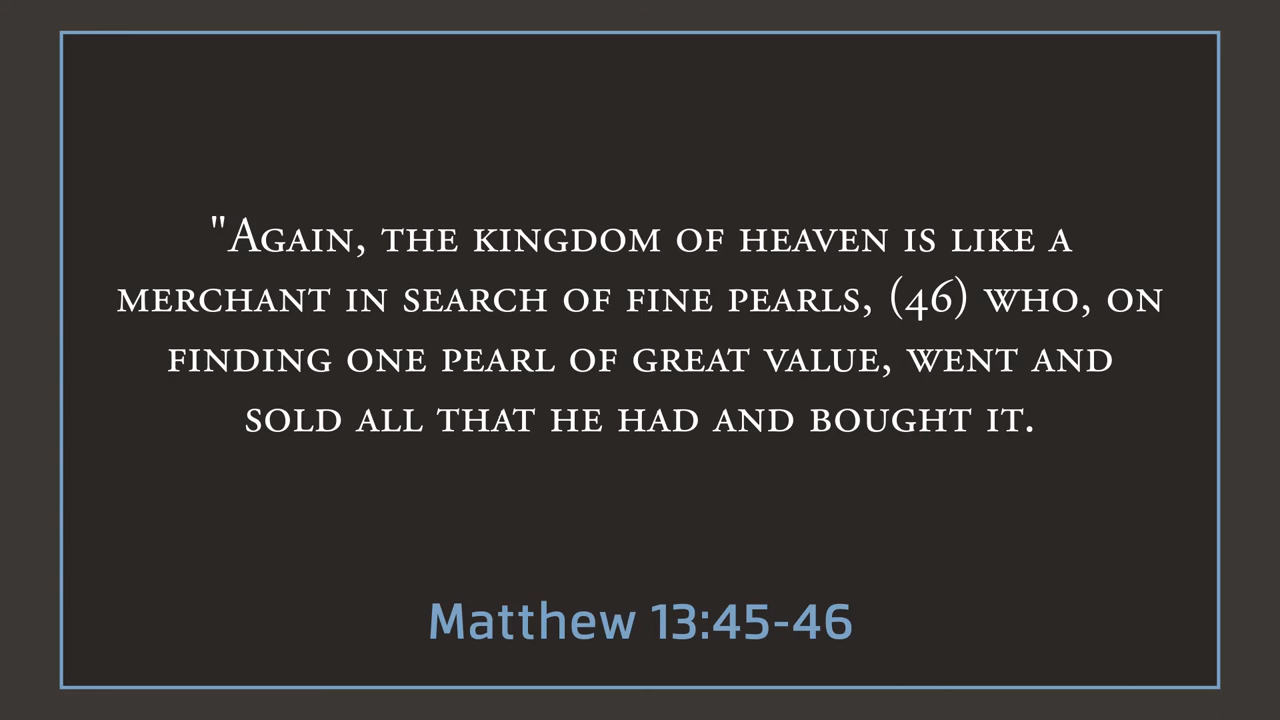 "Again, the kingdom of heaven is like a
merchant in search of fine pearls, (46) who, on
finding one pearl of great value, went and
sold all that he had and bought it.
Matthew 13:45-46